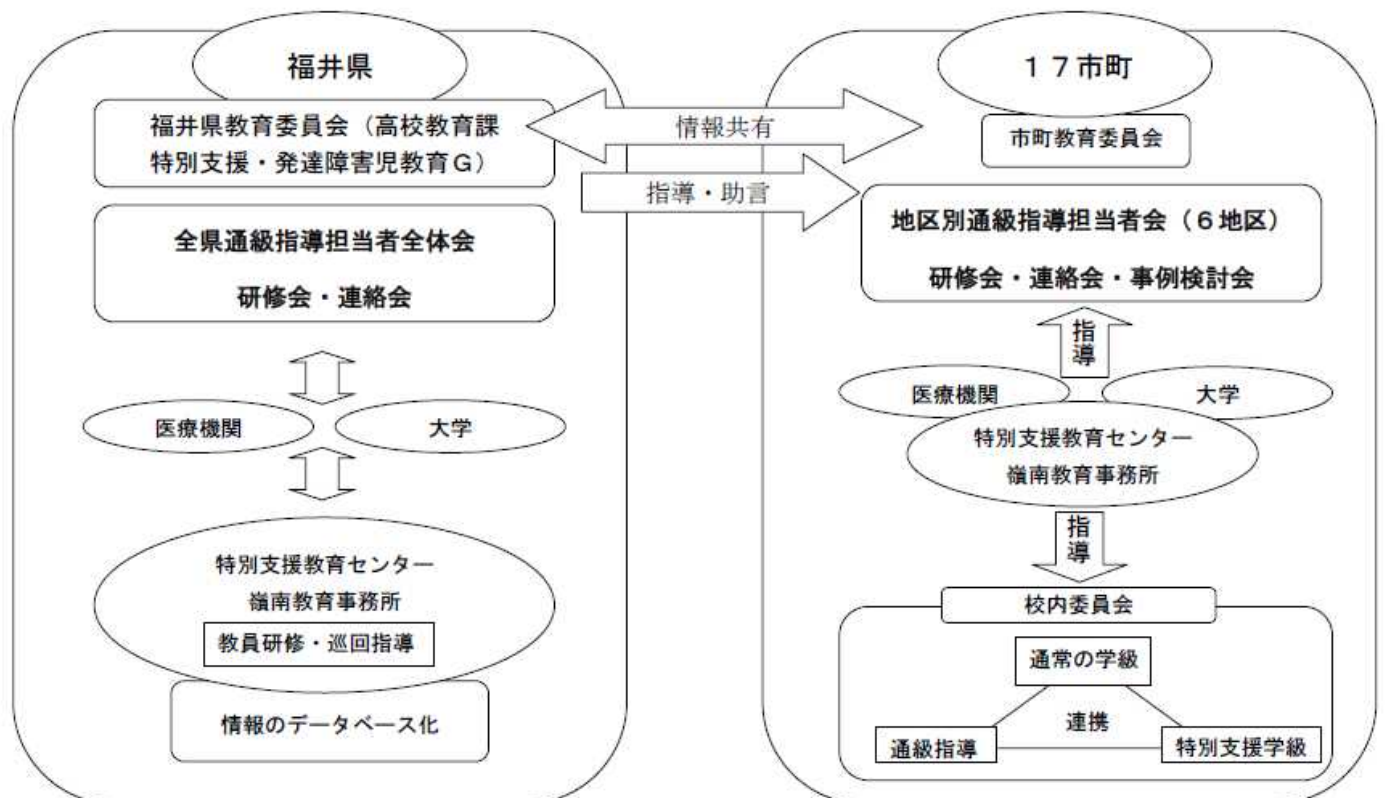 福井県
福井県教育委員会（高校教育課
特別支援・発達障害児教育Ｇ）
全県通級指導担当者全体会
研修会・連絡会
医療機関
大学
特別支援教育センター
嶺南教育事務所
教員研修・巡回指導
情報のデータベース化
情報共有
指導・助言
１７市町
市町教育委員会
地区別通級指導担当者会（６地区）
研修会・連絡会・事例検討会
指導
医療機関
大学
特別支援教育センター
嶺南教育事務所
指導
校内委員会
通常の学級
連携
通級指導
特別支援学級